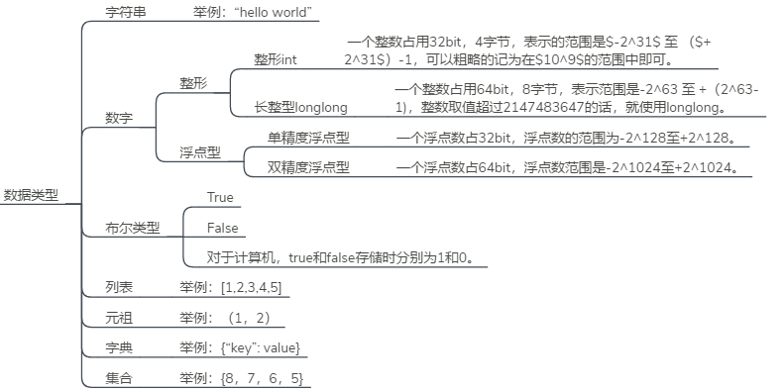 字符串
举例：“hello world”
一个整数占用32bit，4字节，表示的范围是$-2^31$ 至 （$+
2^31$）-1，可以粗略的记为在$10^9$的范围中即可。
整形int
整形
一个整数占用64bit，8字节，表示范围是-2^63 至 +（2^63-
1)，整数取值超过2147483647的话，就使用longlong。
长整型longlong
数字
单精度浮点型
一个浮点数占32bit，浮点数的范围为-2^128至+2^128。
浮点型
双精度浮点型
一个浮点数占64bit，浮点数范围是-2^1024至+2^1024。
数据类型
True
布尔类型
False
对于计算机，true和false存储时分别为1和0。
列表
举例：[1,2,3,4,5]
元祖
举例：（1，2）
字典
举例：{“key”: value}
集合
举例：{8，7，6，5}